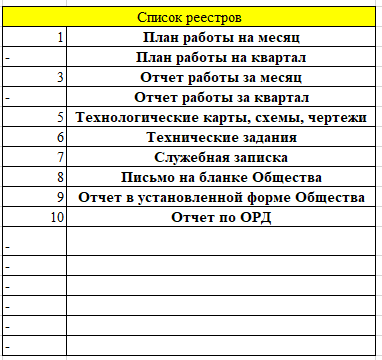 Список реестров
1 План работы на месяц
- План работы на квартал
3 Отчет работы за месяц
- Отчет работы за квартал
5 Технологические карты, схемы, чертежи
6 Технические задания
7 Служебная записка
8 Письмо на бланке Общества
9 Отчет в установленной форме Общества
10 Отчет по ОРД
-
-
-
-
-
-